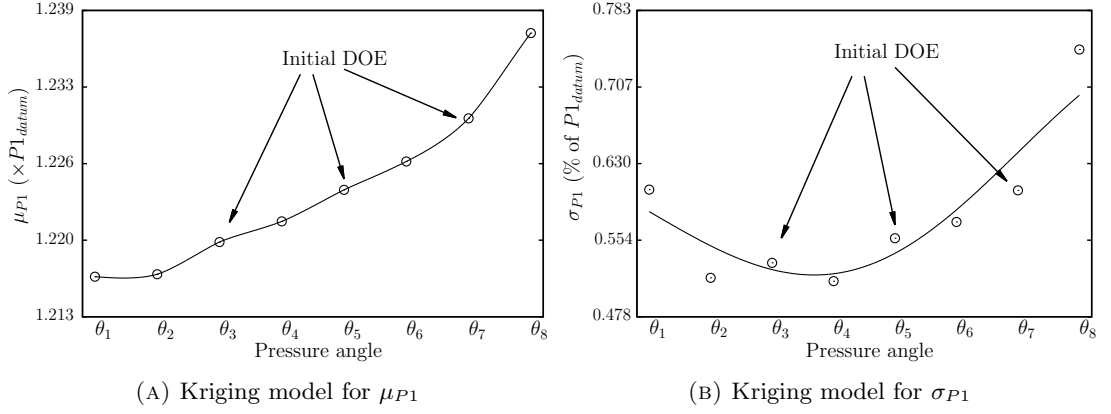 1.239
1.233
1.226
1.220
1.213
μP1 (×P1datum)
Initial DOE
θ1 θ2 θ3 θ4 θ5 θ6 θ7 θ8
Pressure angle
(A) Kriging model for μP1
0.783
0.707
0.630
0.554
0.478
σP1 (% of P1datum)
Initial DOE
θ1 θ2 θ3 θ4 θ5 θ6 θ7 θ8
Pressure angle
(B) Kriging model for σP1